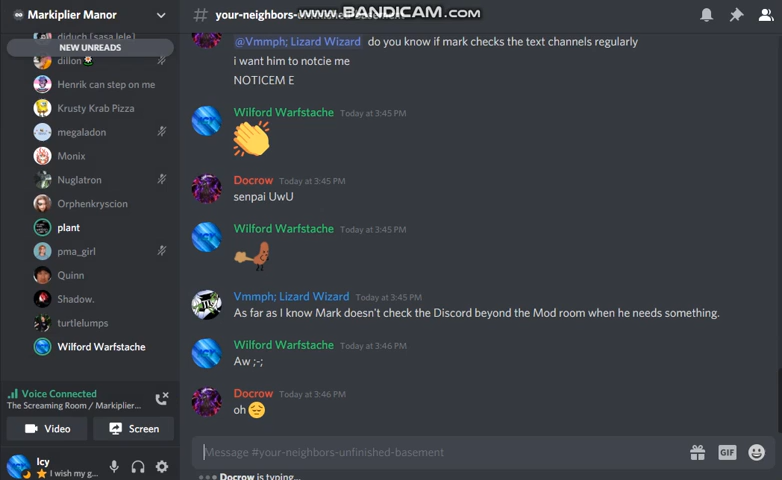 Markiplier Manor
# your-neighbors-
www.BANDICAM.com
diduch [sasa lele]
NEW UNREADS
dillon
Henrik can step on me
Krusty Krab Pizza
megaladon
Monix
Nuglatron
Orphenkryscion
plant
pma_girl
Quinn
Shadow.
turtlelumps
Wilford Warfstache
Voice Connected
The Screaming Room / Markiplier...
Video
Screen
Icy
I wish my g...
@Vmmph; Lizard Wizard do you know if mark checks the text channels regularly
i want him to notcie me
NOTICEM E
Wilford Warfstache Today at 3:45 PM
Docrow Today at 3:45 PM
senpai UwU
Wilford Warfstache Today at 3:45 PM
Vmmph; Lizard Wizard Today at 3:45 PM
As far as I know Mark doesn't check the Discord beyond the Mod room when he needs something.
Wilford Warfstache Today at 3:46 PM
Aw ;-;
Docrow Today at 3:46 PM
oh 😔
Message #your-neighbors-unfinished-basement
GIF
Docrow is typing...